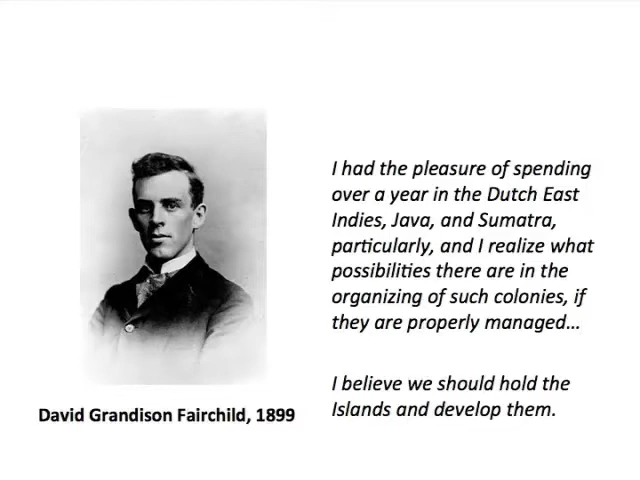 I had the pleasure of spending
over a year in the Dutch East
Indies, Java, and Sumatra,
particularly, and I realize what
possibilities there are in the
organizing of such colonies, if
they are properly managed…
I believe we should hold the
Islands and develop them.
David Grandison Fairchild, 1899